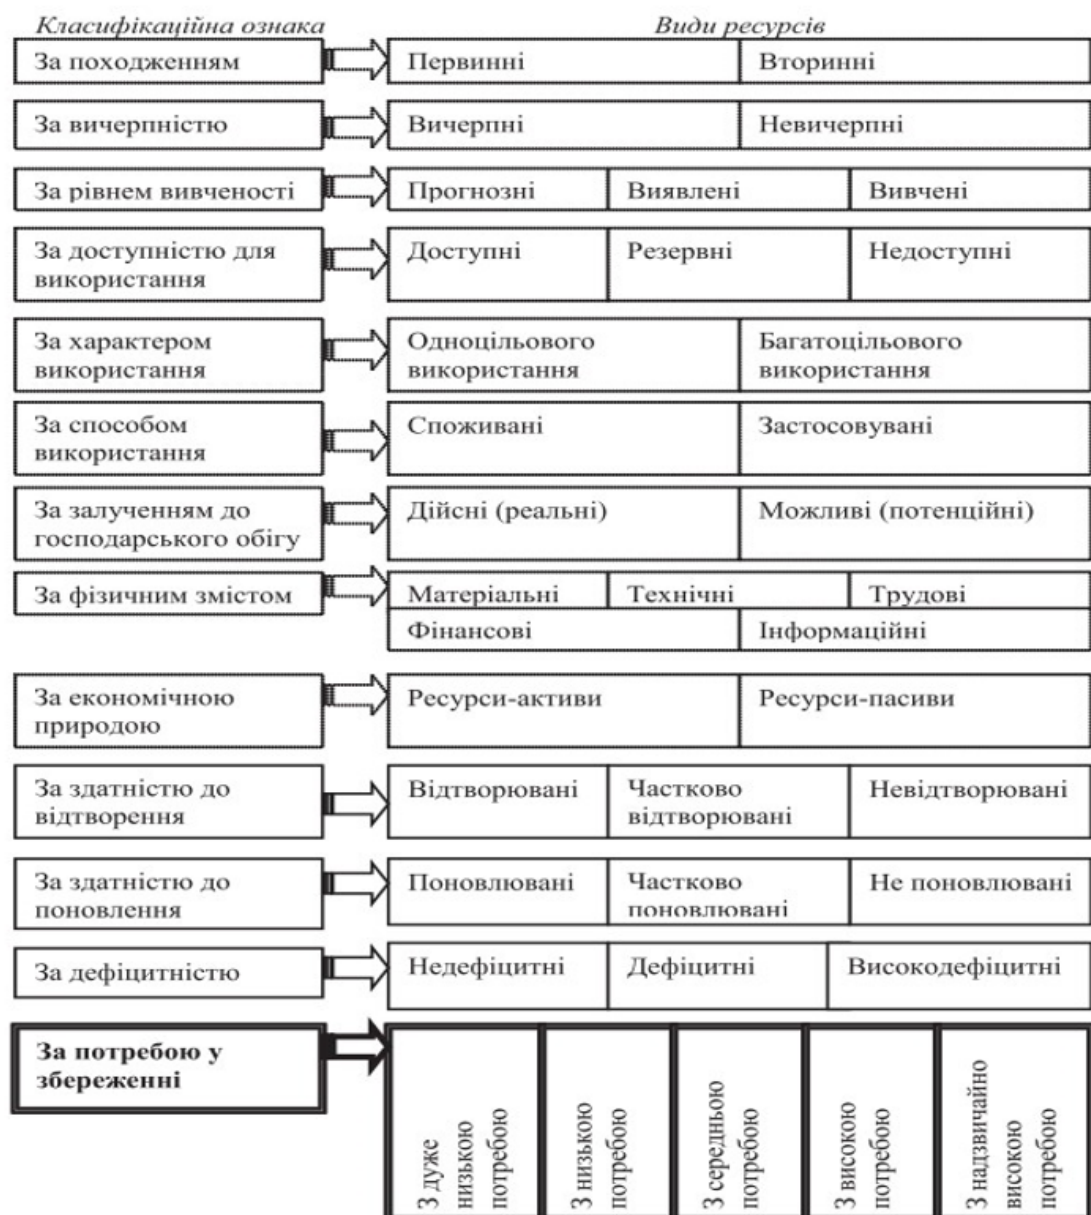 Класифікаційна ознака Види ресурсів
За походженням Первинні Вторинні
За вичерпністю Вичерпні Невичерпні
За рівнем вивченості Прогнозні Виявлені Вивчені
За доступністю для Доступні Резервні Недоступні
використання
За характером Одноцільового Багатоцільового
використання використання використання
За способом Споживані Застосовувані
використання
За залученням до Дійсні (реальні) Можливі (потенційні)
господарського обігу
За фізичним змістом Матеріальні Технічні Трудові
Фінансові Інформаційні
За економічною Ресурси-активи Ресурси-пасиви
природою
За здатністю до Відтворювані Частково Невідтворювані
відтворення відтворювані
За здатністю до Поновлювані Частково Не поновлювані
поновлення поновлювані
За дефіцитністю Недефіцитні Дефіцитні Високодефіцитні
За потребою у
збереженні
З дуже
низькою
потребою
З низькою
потребою
З середньою
потребою
З високою
потребою
З надзвичайно
високою
потребою